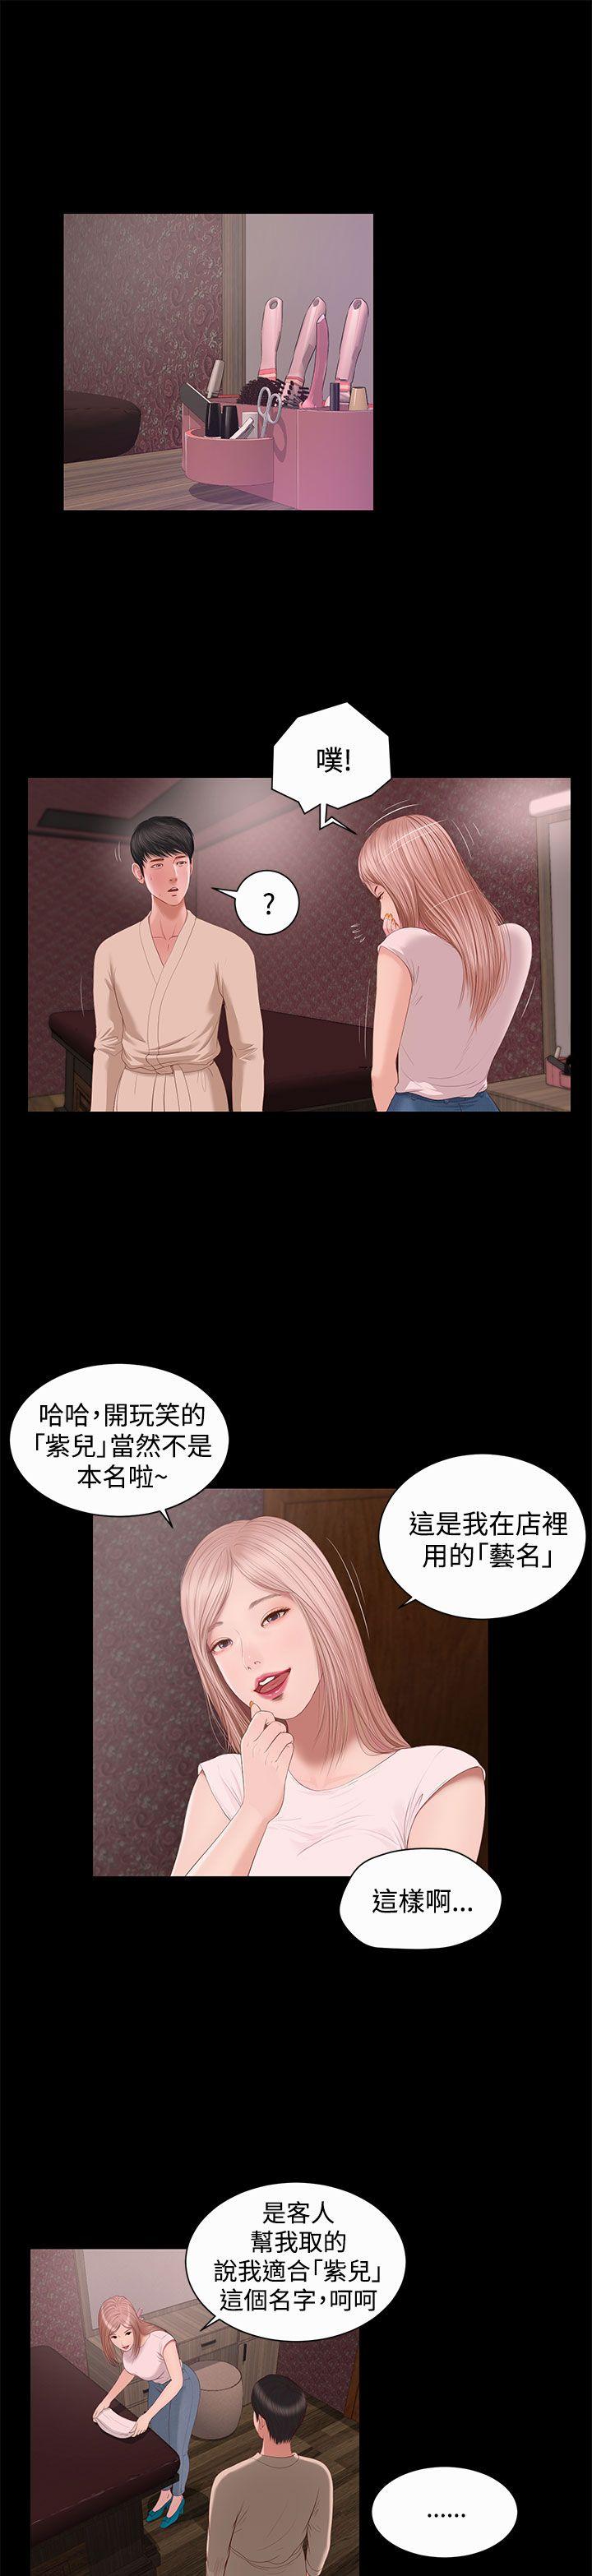 噗!
?
哈哈，開玩笑的
「紫兒」當然不是
本名啦~
這是我在店裡
用的「藝名」
這樣啊...
是客人
幫我取的
說我適合「紫兒」
這個名字，呵呵
......